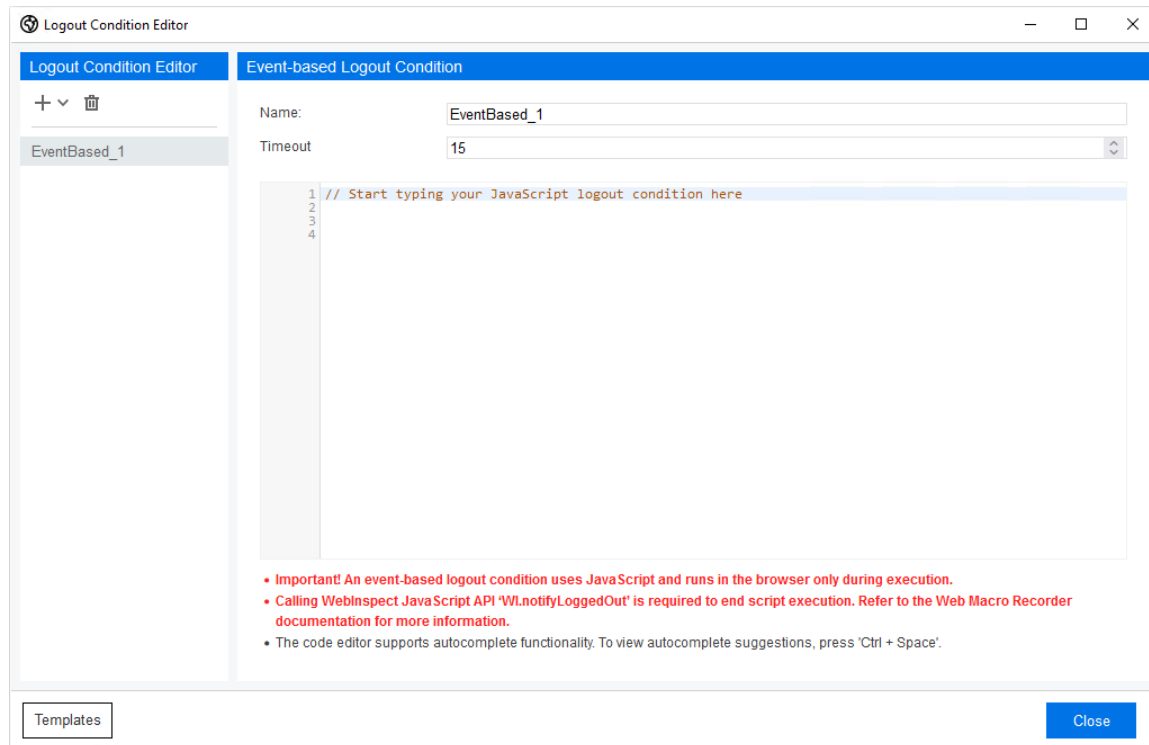 Logout Condition Editor
Logout Condition Editor
EventBased_1
Event-based Logout Condition
Name:
EventBased_1
Timeout
15
1 // Start typing your JavaScript logout condition here
2
3
4
• Important! An event-based logout condition uses JavaScript and runs in the browser only during execution.
• Calling WebInspect JavaScript API ‘WI.notifyLoggedOut’ is required to end script execution. Refer to the Web Macro Recorder
documentation for more information.
• The code editor supports autocomplete functionality. To view autocomplete suggestions, press 'Ctrl + Space'.
Templates
Close